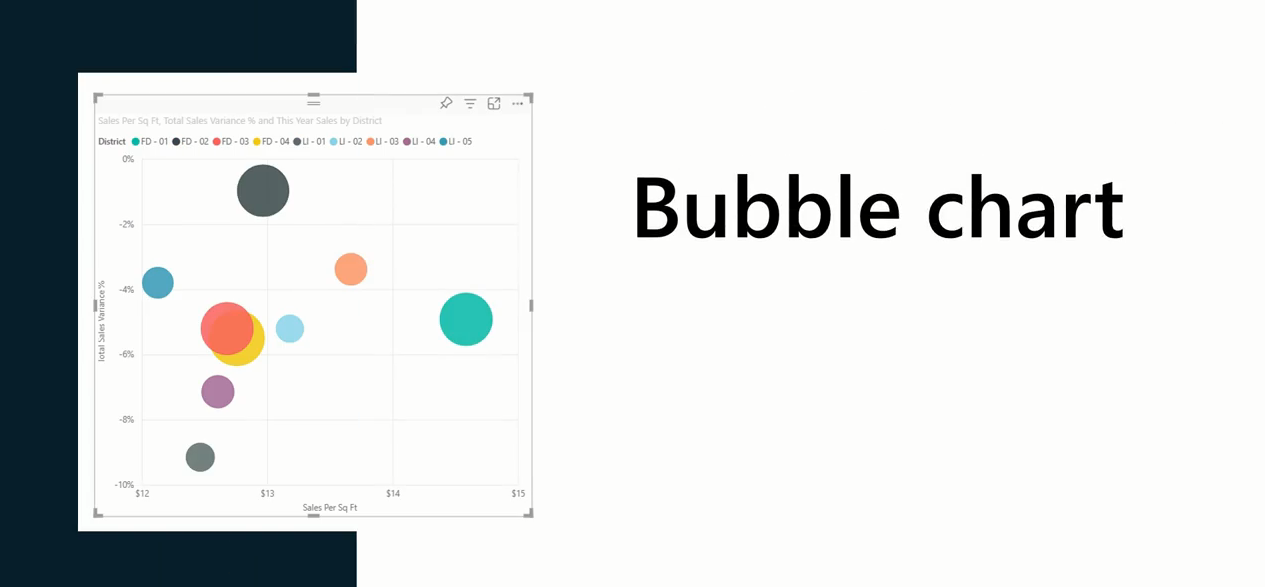 Sales Per Sq Ft, Total Sales Variance % and This Year Sales by District
District FD - 01 FD - 02 FD - 03 FD - 04 LI - 01 LI - 02 LI - 03 LI - 04 LI - 05
Bubble chart
0%
-2%
-4%
-6%
-8%
-10%
Total Sales Variance %
$12 $13 $14 $15
Sales Per Sq Ft